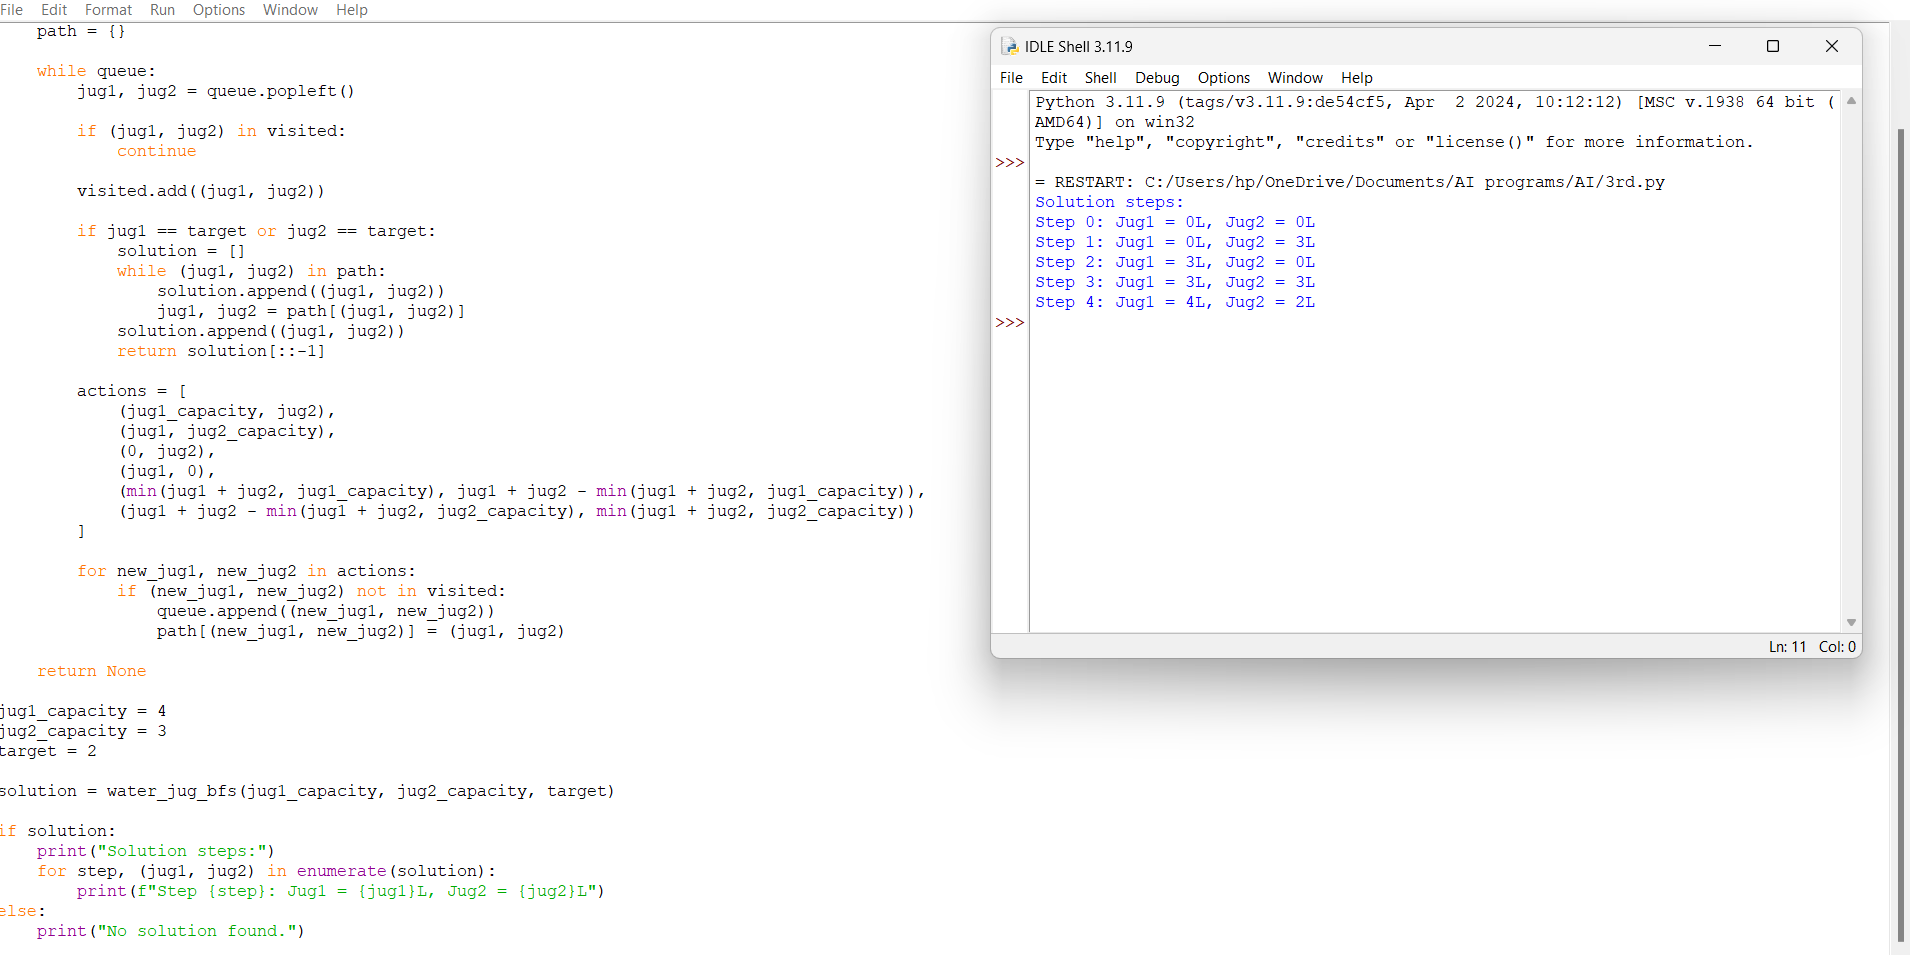 File Edit Format Run Options Window Help
    path = {}

    while queue:
        jug1, jug2 = queue.popleft()

        if (jug1, jug2) in visited:
            continue

        visited.add((jug1, jug2))

        if jug1 == target or jug2 == target:
            solution = []
            while (jug1, jug2) in path:
                solution.append((jug1, jug2))
                jug1, jug2 = path[(jug1, jug2)]
            solution.append((jug1, jug2))
            return solution[::-1]

        actions = [
            (jug1_capacity, jug2),
            (jug1, jug2_capacity),
            (0, jug2),
            (jug1, 0),
            (min(jug1 + jug2, jug1_capacity), jug1 + jug2 - min(jug1 + jug2, jug1_capacity)),
            (jug1 + jug2 - min(jug1 + jug2, jug2_capacity), min(jug1 + jug2, jug2_capacity))
        ]

        for new_jug1, new_jug2 in actions:
            if (new_jug1, new_jug2) not in visited:
                queue.append((new_jug1, new_jug2))
                path[(new_jug1, new_jug2)] = (jug1, jug2)

    return None

jug1_capacity = 4
jug2_capacity = 3
target = 2

solution = water_jug_bfs(jug1_capacity, jug2_capacity, target)

if solution:
    print("Solution steps:")
    for step, (jug1, jug2) in enumerate(solution):
        print(f"Step {step}: Jug1 = {jug1}L, Jug2 = {jug2}L")
else:
    print("No solution found.")
IDLE Shell 3.11.9
File Edit Shell Debug Options Window Help
Python 3.11.9 (tags/v3.11.9:de54cf5, Apr  2 2024, 10:12:12) [MSC v.1938 64 bit (
AMD64)] on win32
Type "help", "copyright", "credits" or "license()" for more information.
>>>
= RESTART: C:/Users/hp/OneDrive/Documents/AI programs/AI/3rd.py
Solution steps:
Step 0: Jug1 = 0L, Jug2 = 0L
Step 1: Jug1 = 0L, Jug2 = 3L
Step 2: Jug1 = 3L, Jug2 = 0L
Step 3: Jug1 = 3L, Jug2 = 3L
Step 4: Jug1 = 4L, Jug2 = 2L
>>>
Ln: 11 Col: 0